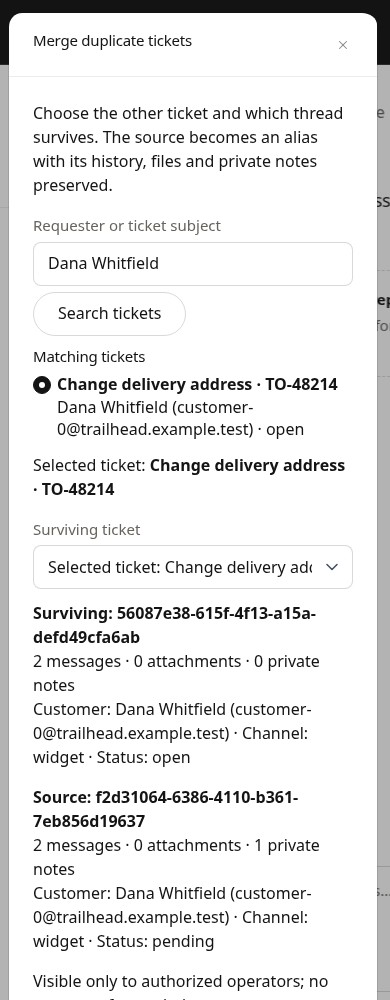 Merge duplicate tickets
×
Choose the other ticket and which thread
survives. The source becomes an alias
with its history, files and private notes
preserved.
Requester or ticket subject
Dana Whitfield
Search tickets
Matching tickets
Change delivery address · TO-48214
Dana Whitfield (customer-
0@trailhead.example.test) · open
Selected ticket: Change delivery address
· TO-48214
Surviving ticket
Selected ticket: Change delivery add
Surviving: 56087e38-615f-4f13-a15a-
defd49cfa6ab
2 messages · 0 attachments · 0 private
notes
Customer: Dana Whitfield (customer-
0@trailhead.example.test) · Channel:
widget · Status: open
Source: f2d31064-6386-4110-b361-
7eb856d19637
2 messages · 0 attachments · 1 private
notes
Customer: Dana Whitfield (customer-
0@trailhead.example.test) · Channel:
widget · Status: pending
Visible only to authorized operators; no